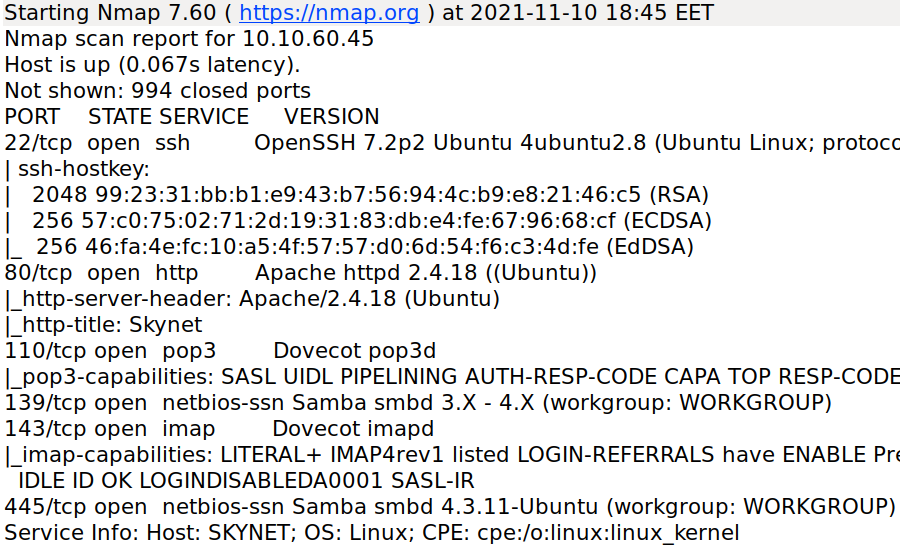 Starting Nmap 7.60 ( https://nmap.org ) at 2021-11-10 18:45 EET
Nmap scan report for 10.10.60.45
Host is up (0.067s latency).
Not shown: 994 closed ports
PORT STATE SERVICE VERSION
22/tcp open ssh OpenSSH 7.2p2 Ubuntu 4ubuntu2.8 (Ubuntu Linux; protoco
| ssh-hostkey:
| 2048 99:23:31:bb:b1:e9:43:b7:56:94:4c:b9:e8:21:46:c5 (RSA)
| 256 57:c0:75:02:71:2d:19:31:83:db:e4:fe:67:96:68:cf (ECDSA)
|_ 256 46:fa:4e:fc:10:a5:4f:57:57:d0:6d:54:f6:c3:4d:fe (EdDSA)
80/tcp open http Apache httpd 2.4.18 ((Ubuntu))
|_http-server-header: Apache/2.4.18 (Ubuntu)
|_http-title: Skynet
110/tcp open pop3 Dovecot pop3d
|_pop3-capabilities: SASL UIDL PIPELINING AUTH-RESP-CODE CAPA TOP RESP-CODE
139/tcp open netbios-ssn Samba smbd 3.X - 4.X (workgroup: WORKGROUP)
143/tcp open imap Dovecot imapd
|_imap-capabilities: LITERAL+ IMAP4rev1 listed LOGIN-REFERRALS have ENABLE Pre
IDLE ID OK LOGINDISABLEDA0001 SASL-IR
445/tcp open netbios-ssn Samba smbd 4.3.11-Ubuntu (workgroup: WORKGROUP)
Service Info: Host: SKYNET; OS: Linux; CPE: cpe:/o:linux:linux_kernel